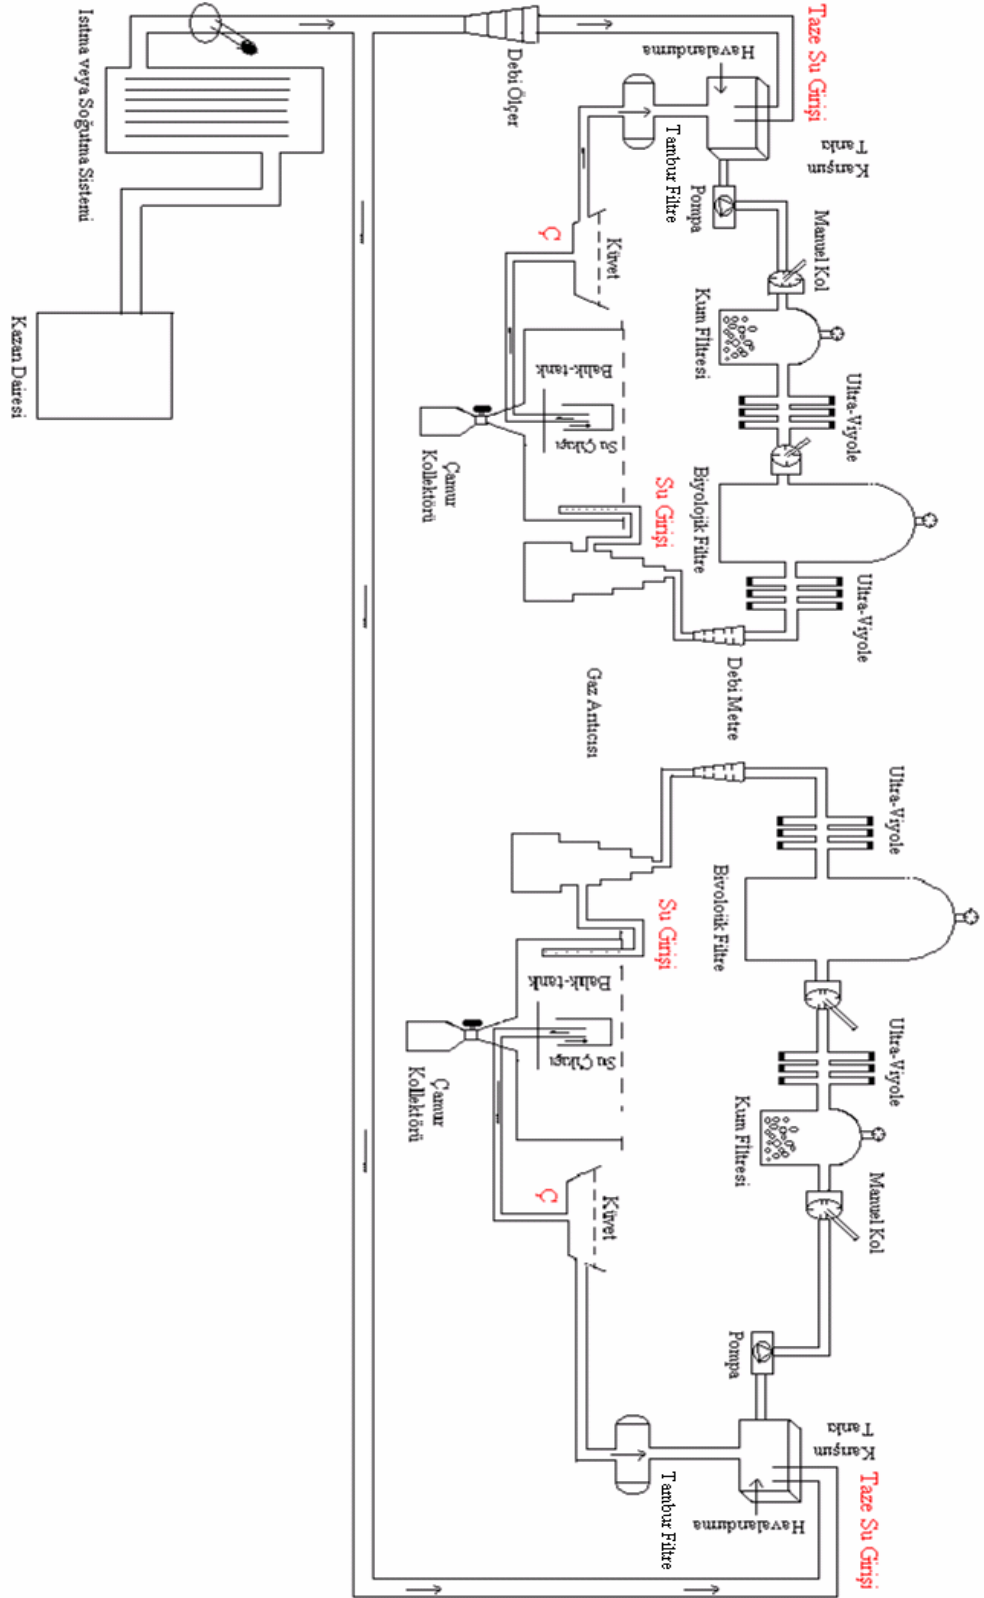 Taze Su Girişi
Havalandırma
Karışım
Tankı
Tambur Filtre
Pompa
Manuel Kol
Kum Filtresi
Ultra-Viyole
Biyolojik Filtre
Ultra-Viyole
Debi Ölçer
Isıtma veya Soğutma Sistemi
Kazan Dairesi
Ç
Küvet
Balık-tank
Su Çıkışı
Çamur
Kollektörü
Su Girişi
Debi Metre
Gaz Arıtıcısı
Ultra-Viyole
Bivoloiik Filtre
Su Girişi
Balık-tank
Su Çıkışı
Çamur
Kollektörü
Ultra-Viyole
Kum Filtresi
Manuel Kol
Ç
Küvet
Pompa
Karışım
Tankı
Taze Su Girişi
Tambur Filtre
Havalandırma